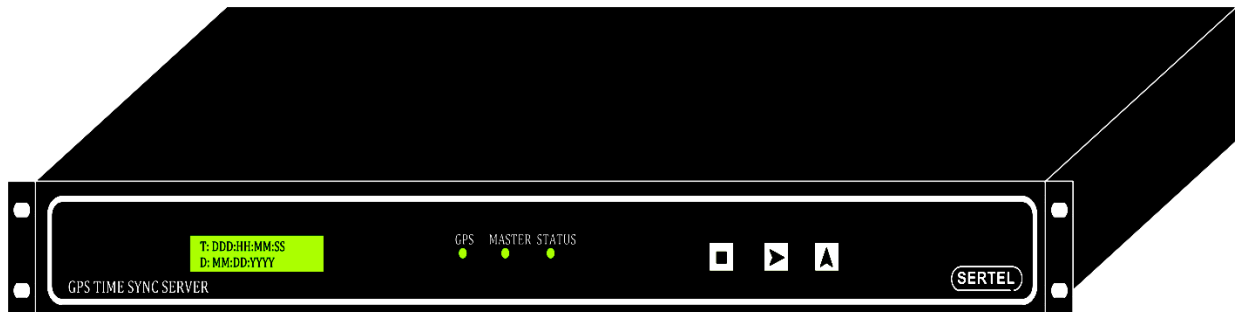 T: DDD:HH:MM:SS
D: MM:DD:YYYY
GPS MASTER STATUS
GPS TIME SYNC SERVER
SERTEL